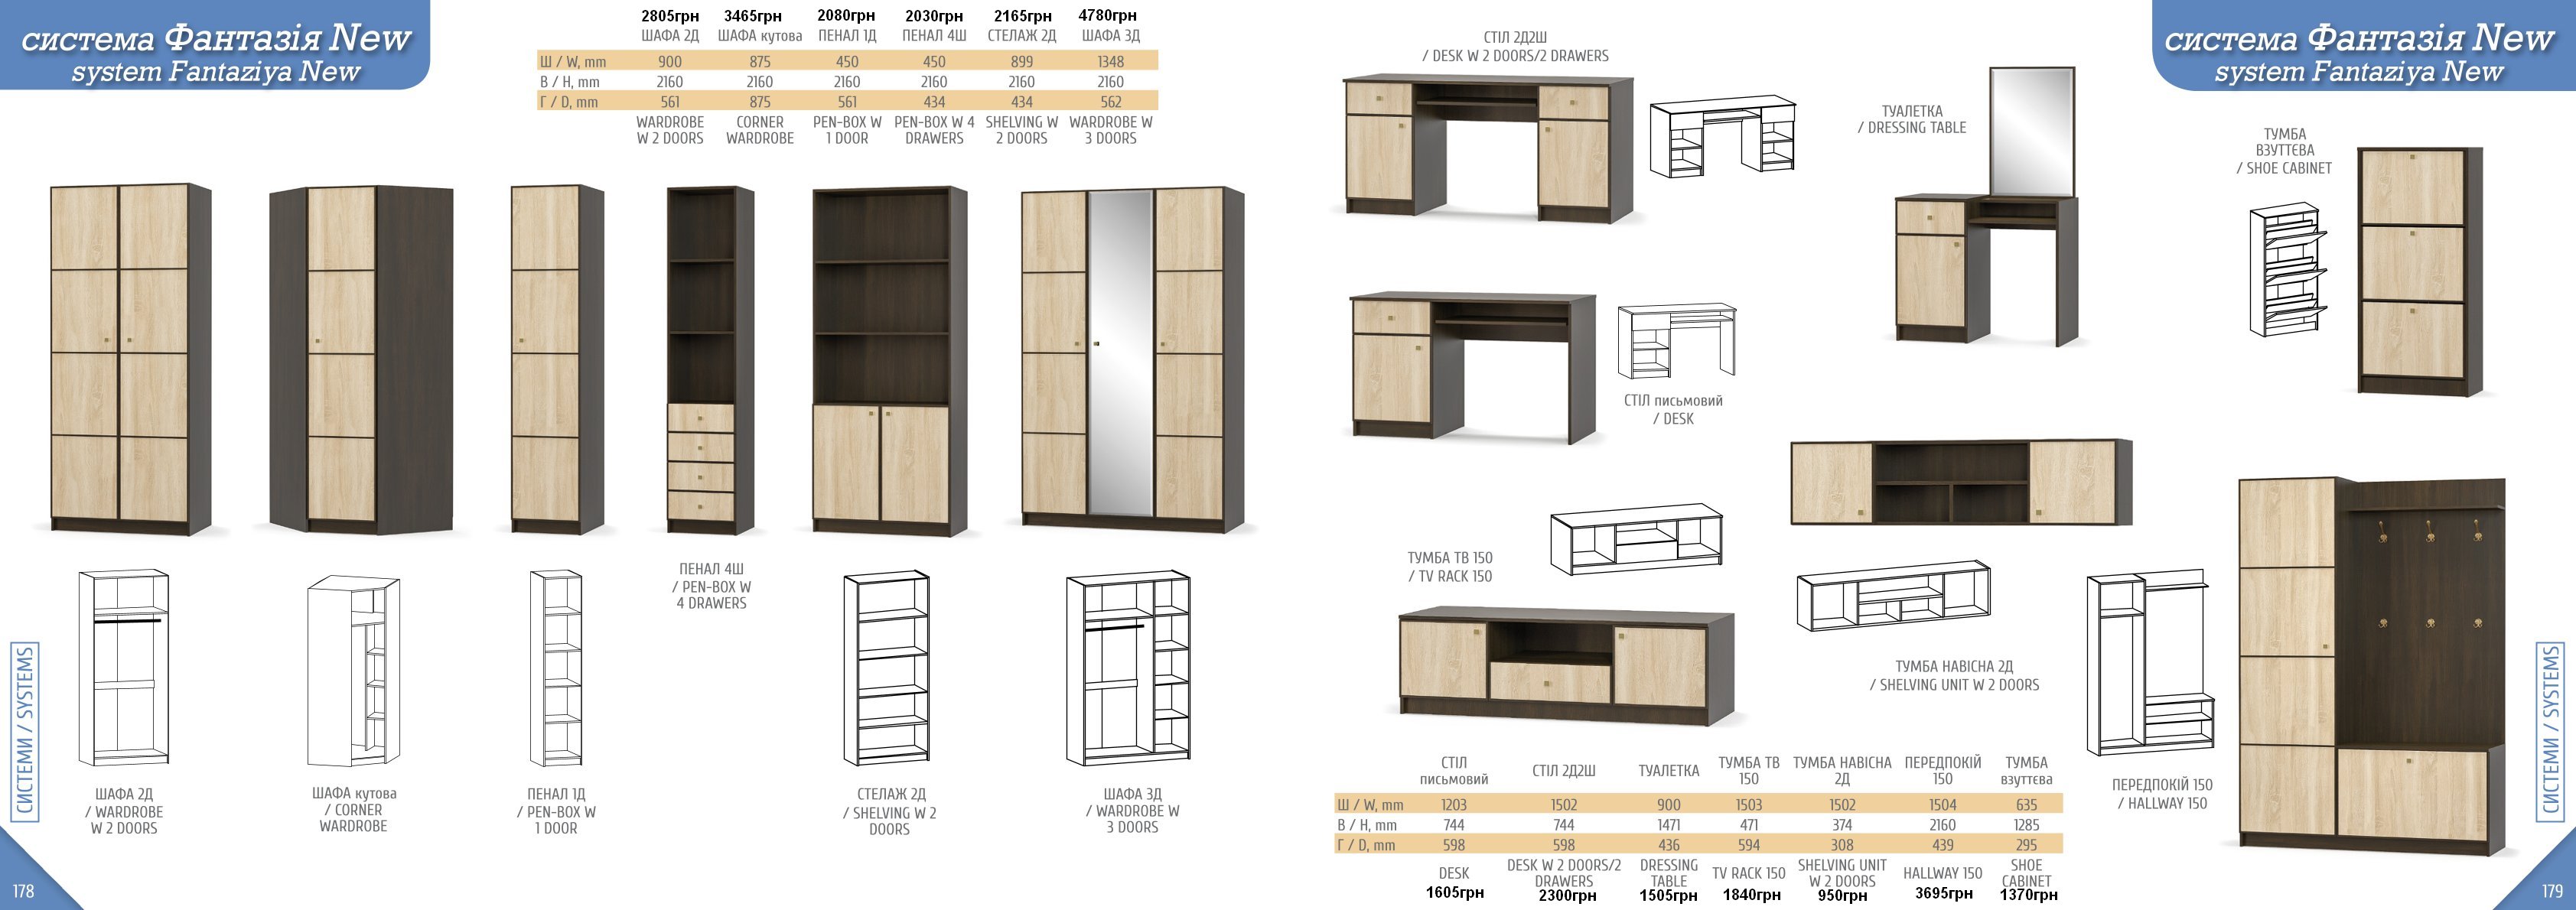 система Фантазія New
system Fantaziya New
2805грн 3465грн 2080грн 2030грн 2165грн 4780грн
ШАФА 2Д ШАФА кутова ПЕНАЛ 1Д ПЕНАЛ 4Ш СТЕЛАЖ 2Д ШАФА 3Д
Ш / W, mm 900 875 450 450 899 1348
В / H, mm 2160 2160 2160 2160 2160 2160
Г / D, mm 561 875 561 434 434 562
WARDROBE CORNER PEN-BOX W PEN-BOX W 4 SHELVING W WARDROBE W
W 2 DOORS WARDROBE 1 DOOR DRAWERS 2 DOORS 3 DOORS
ПЕНАЛ 4Ш
/ PEN-BOX W
4 DRAWERS
ШАФА 2Д
/ WARDROBE
W 2 DOORS
ШАФА кутова
/ CORNER
WARDROBE
ПЕНАЛ 1Д
/ PEN-BOX W
1 DOOR
СТЕЛАЖ 2Д
/ SHELVING W 2
DOORS
ШАФА 3Д
/ WARDROBE W
3 DOORS
СИСТЕМИ / SYSTEMS
178
система Фантазія New
system Fantaziya New
СТІЛ 2Д2Ш
/ DESK W 2 DOORS/2 DRAWERS
ТУАЛЕТКА
/ DRESSING TABLE
ТУМБА
ВЗУТТЄВА
/ SHOE CABINET
СТІЛ письмовий
/ DESK
ТУМБА ТВ 150
/ TV RACK 150
ТУМБА НАВІСНА 2Д
/ SHELVING UNIT W 2 DOORS
ПЕРЕДПОКІЙ 150
/ HALLWAY 150
СТІЛ письмовий СТІЛ 2Д2Ш ТУАЛЕТКА ТУМБА ТВ 150 ТУМБА НАВІСНА 2Д ПЕРЕДПОКІЙ 150 ТУМБА взуттєва
Ш / W, mm 1203 1502 900 1503 1502 1504 635
В / H, mm 744 744 1471 471 374 2160 1285
Г / D, mm 598 598 436 594 308 439 295
DESK DESK W 2 DOORS/2 DRAWERS DRESSING TABLE TV RACK 150 SHELVING UNIT W 2 DOORS HALLWAY 150 SHOE CABINET
1605грн 2300грн 1505грн 1840грн 950грн 3695грн 1370грн
СИСТЕМИ / SYSTEMS
179